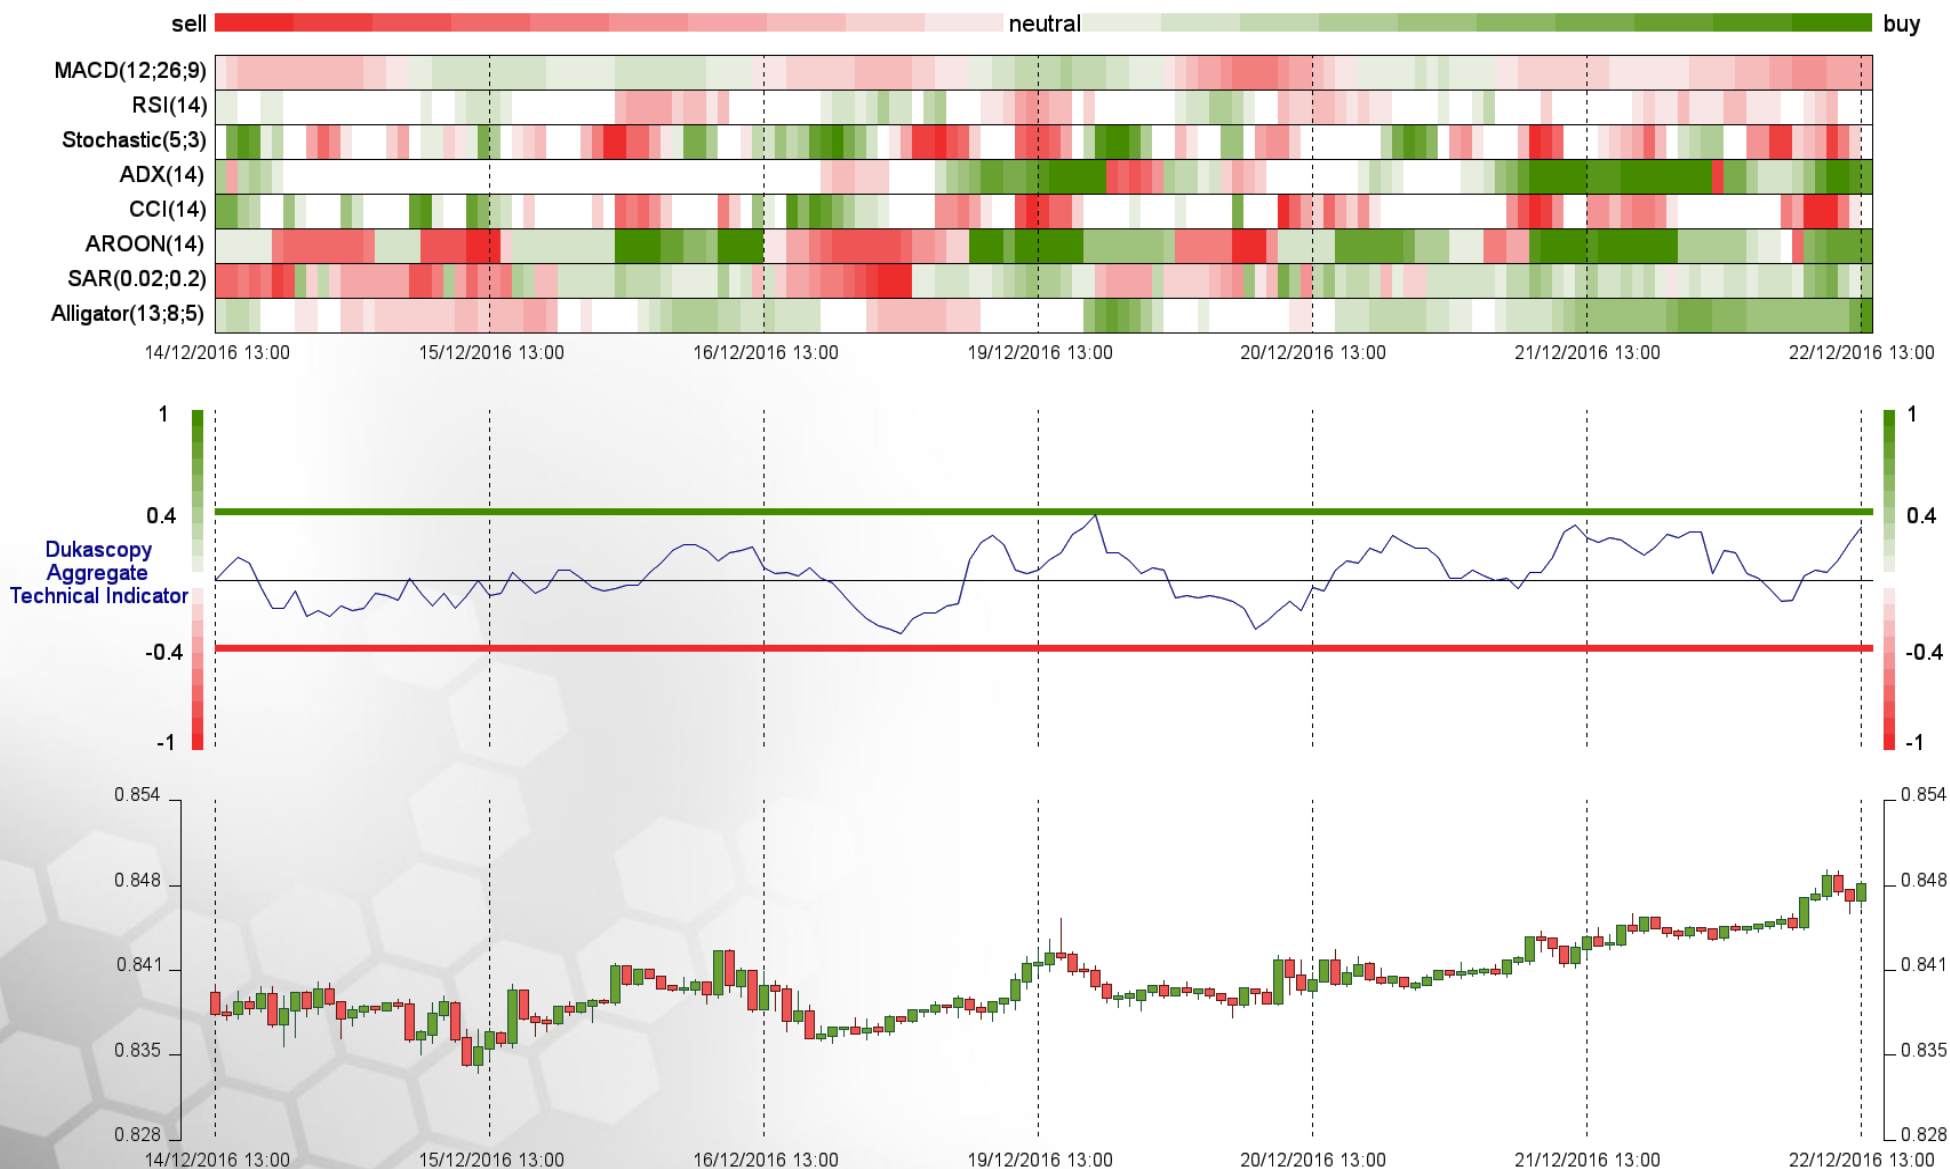 sell neutral buy
MACD(12;26;9)
RSI(14)
Stochastic(5;3)
ADX(14)
CCI(14)
AROON(14)
SAR(0.02;0.2)
Alligator(13;8;5)
14/12/2016 13:00 15/12/2016 13:00 16/12/2016 13:00 19/12/2016 13:00 20/12/2016 13:00 21/12/2016 13:00 22/12/2016 13:00
1 1
0.4 0.4
Dukascopy
Aggregate
Technical Indicator
-0.4 -0.4
-1 -1
0.854 0.854
0.848 0.848
0.841 0.841
0.835 0.835
0.828 0.828
14/12/2016 13:00 15/12/2016 13:00 16/12/2016 13:00 19/12/2016 13:00 20/12/2016 13:00 21/12/2016 13:00 22/12/2016 13:00